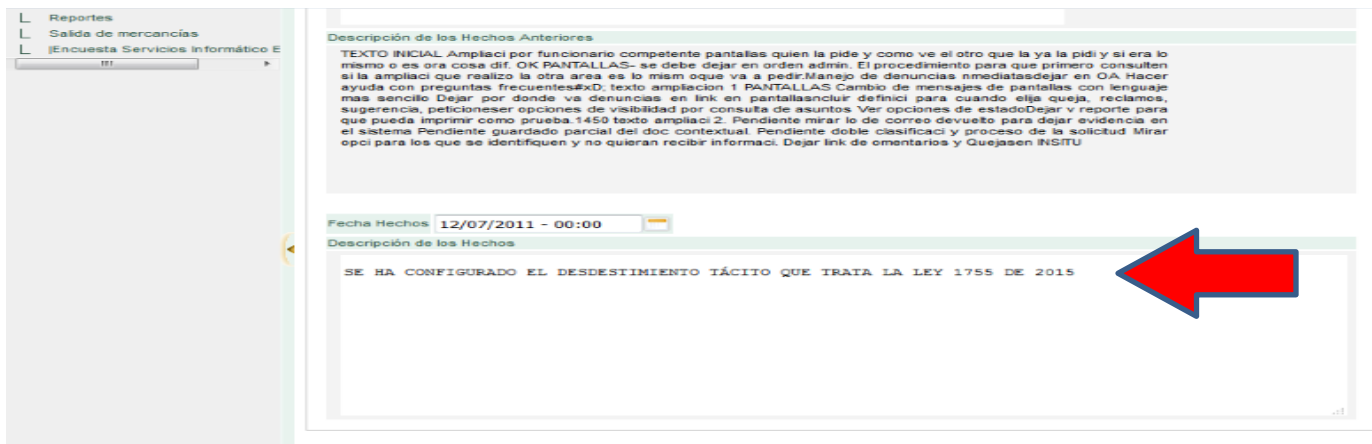 Reportes
Salida de mercancías
|Encuesta Servicios Informático E
Descripción de los Hechos Anteriores
TEXTO INICIAL Ampliaci por funcionario competente pantallas quien la pide y como ve el otro que la ya la pidi y si era lo
mismo o es ora cosa dif. OK PANTALLAS- se debe dejar en orden admin. El procedimiento para que primero consulten
si la ampliaci que realizo la otra area es lo mism oque va a pedir.Manejo de denuncias nmediatasdejar en OA Hacer
ayuda con preguntas frecuentes#xD; texto ampliacion 1 PANTALLAS Cambio de mensajes de pantallas con lenguaje
mas sencillo Dejar por donde va denuncias en link en pantallasncluir definici para cuando elija queja, reclamos,
sugerencia, peticioneser opciones de visibilidad por consulta de asuntos Ver opciones de estadoDejar v reporte para
que pueda imprimir como prueba.1450 texto ampliaci 2. Pendiente mirar lo de correo devuelto para dejar evidencia en
el sistema Pendiente guardado parcial del doc contextual. Pendiente doble clasificaci y proceso de la solicitud Mirar
opci para los que se identifiquen y no quieran recibir informaci. Dejar link de omentarios y Quejasen INSITU
Fecha Hechos 12/07/2011 - 00:00
Descripción de los Hechos
SE HA CONFIGURADO EL DESDESTIMIENTO TÁCITO QUE TRATA LA LEY 1755 DE 2015